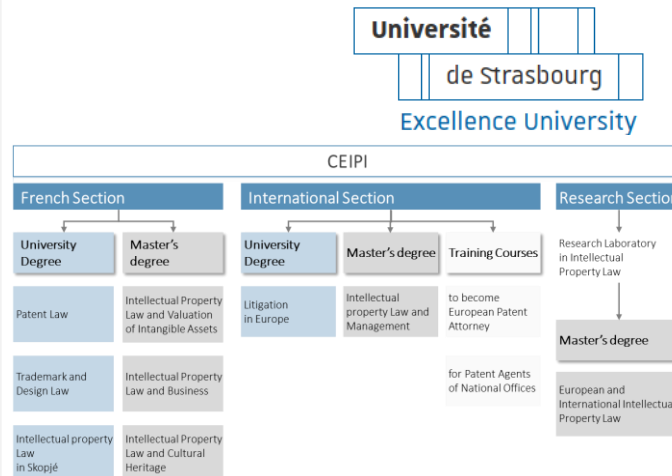 Université
de Strasbourg
Excellence University
CEIPI
French Section
University
Degree
Master's
degree
Patent Law
Intellectual Property
Law and Valuation
of Intangible Assets
Trademark and
Design Law
Intellectual Property
Law and Business
Intellectual property
Law
in Skopjé
Intellectual Property
Law and Cultural
Heritage
International Section
University
Degree
Master's degree
Training Courses
Litigation
in Europe
Intellectual
property Law and
Management
to become
European Patent
Attorney
for Patent Agents
of National Offices
Research Section
Research Laboratory
in Intellectual
Property Law
Master's degree
European and
International Intellectual
Property Law